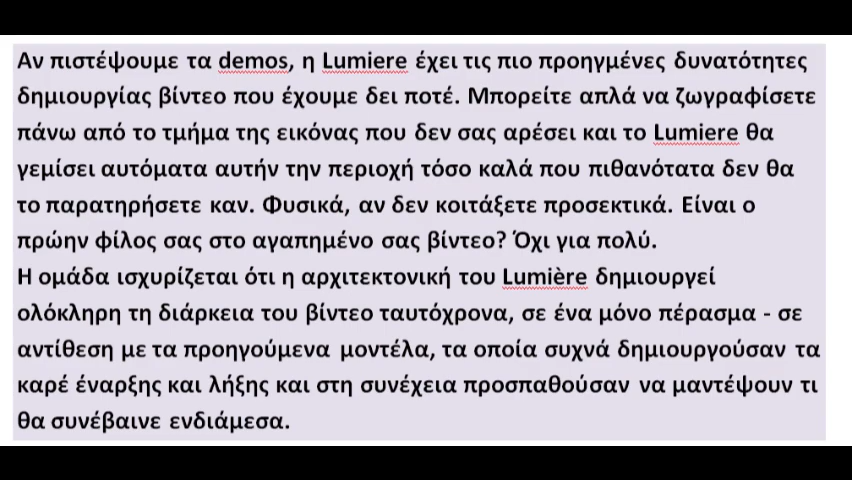 Αν πιστέψουμε τα demos, η Lumiere έχει τις πιο προηγμένες δυνατότητες
δημιουργίας βίντεο που έχουμε δει ποτέ. Μπορείτε απλά να ζωγραφίσετε
πάνω από το τμήμα της εικόνας που δεν σας αρέσει και το Lumiere θα
γεμίσει αυτόματα αυτήν την περιοχή τόσο καλά που πιθανότατα δεν θα
το παρατηρήσετε καν. Φυσικά, αν δεν κοιτάξετε προσεκτικά. Είναι ο
πρώην φίλος σας στο αγαπημένο σας βίντεο? Όχι για πολύ.
Η ομάδα ισχυρίζεται ότι η αρχιτεκτονική του Lumière δημιουργεί
ολόκληρη τη διάρκεια του βίντεο ταυτόχρονα, σε ένα μόνο πέρασμα - σε
αντίθεση με τα προηγούμενα μοντέλα, τα οποία συχνά δημιουργούσαν τα
καρέ έναρξης και λήξης και στη συνέχεια προσπαθούσαν να μαντέψουν τι
θα συνέβαινε ενδιάμεσα.